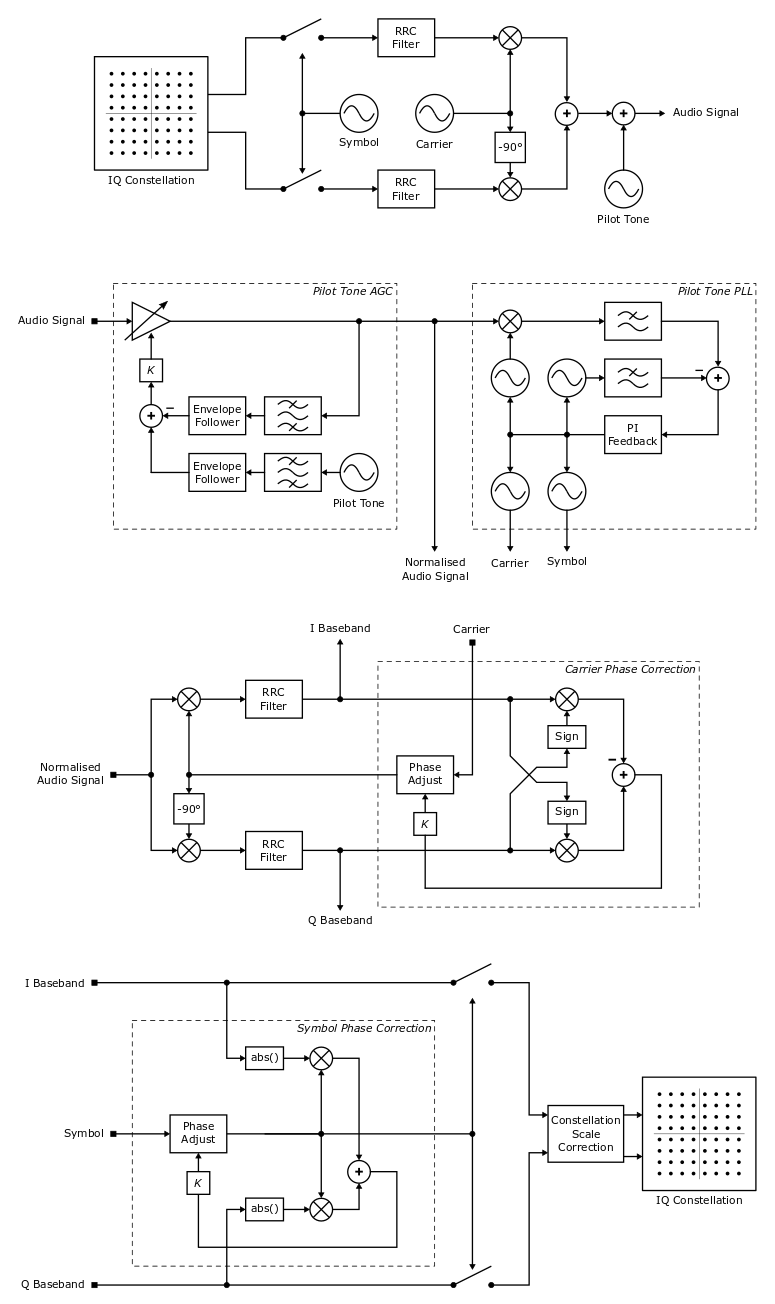 RRC
Filter
IQ Constellation
Symbol
Carrier
-90°
Audio Signal
RRC
Filter
Pilot Tone
Pilot Tone AGC
Pilot Tone PLL
Audio Signal
K
−
+
Envelope
Follower
PI
Feedback
Envelope
Follower
Pilot Tone
Normalised
Audio Signal
Carrier
Symbol
I Baseband
Carrier
Carrier Phase Correction
RRC
Filter
Sign
Normalised
Audio Signal
Phase
Adjust
-90°
K
Sign
RRC
Filter
Q Baseband
I Baseband
Symbol Phase Correction
abs()
Symbol
Phase
Adjust
K
abs()
Constellation
Scale
Correction
IQ Constellation
Q Baseband